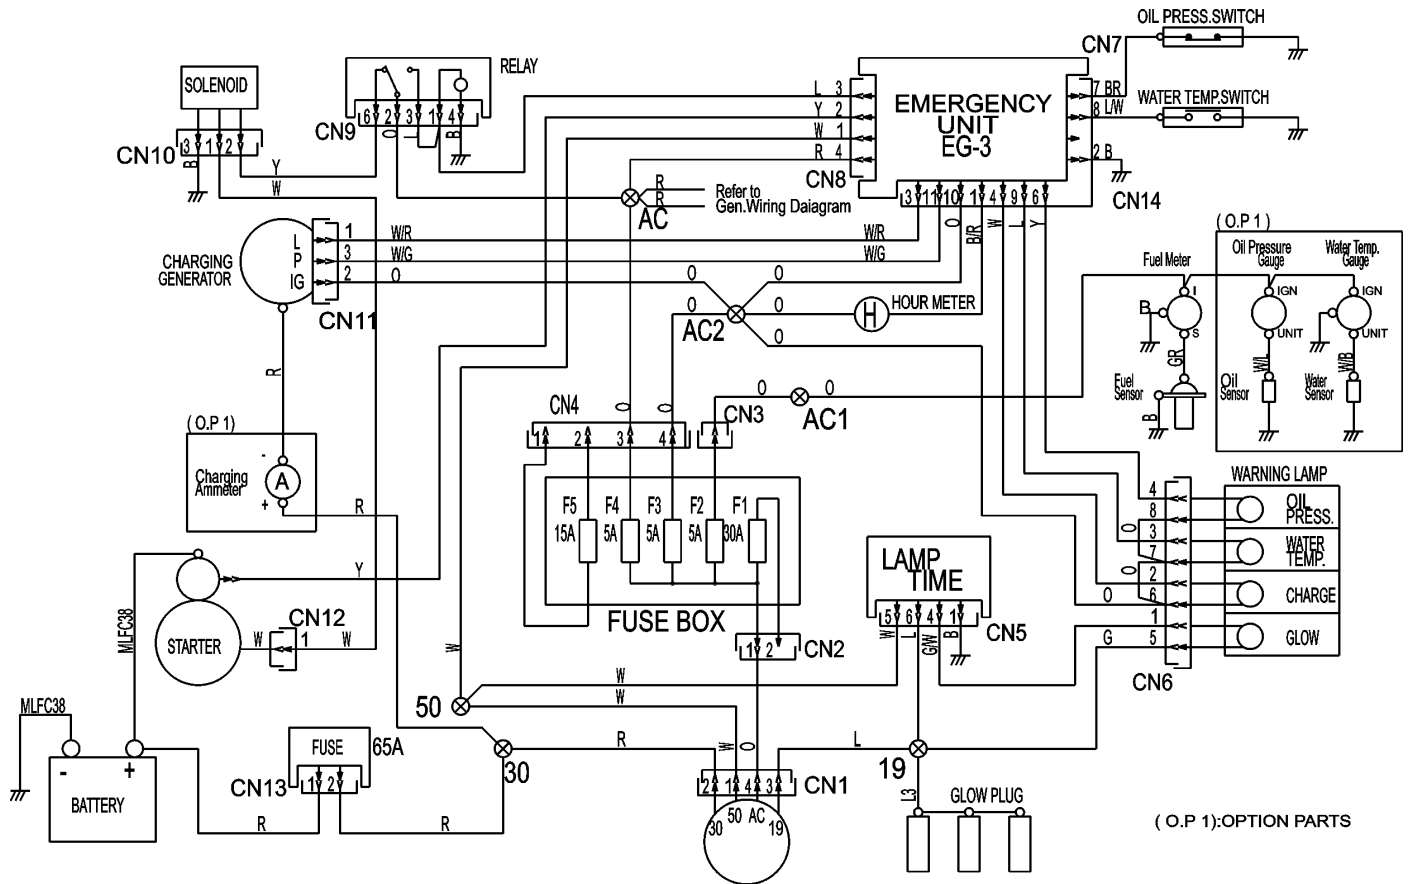 OIL PRESS.SWITCH
CN7
7 BR
8 L/W
WATER TEMP.SWITCH
2 B
CN14
SOLENOID
3 1 2
CN10
B
Y
W
RELAY
6 2 3 1 4
CN9
O
L
B
L 3
Y 2
W 1
R 4
CN8
EMERGENCY
UNIT
EG-3
3 11 10 1 4 9 6
O
B/R
W
L
Y
R
R
AC
Refer to
Gen.Wiring Daiagram
CHARGING
GENERATOR
L
P
IG
1
3
2
W/R
W/G
O
W/R
W/G
CN11
O
O
O
O
O
AC2
H
HOUR METER
R
( O.P 1)
Charging
Ammeter
-
A
+
R
( O.P 1)
Fuel Meter
Oil Pressure
Gauge
Water Temp.
Gauge
I
S
B
GR
IGN
UNIT
W/L
IGN
UNIT
W/B
Fuel
Sensor
B
Oil
Sensor
Water
Sensor
CN4
1 2 3 4
O
O
CN3
O
O
AC1
F5
15A
F4
5A
F3
5A
F2
5A
F1
30A
FUSE BOX
1 2
CN2
WARNING LAMP
4
8
3
7
2
6
1
5
O
O
O
G
OIL
PRESS.
WATER
TEMP.
CHARGE
GLOW
CN6
LAMP
TIME
5 6 4 1
CN5
W
L
G/W
B
Y
STARTER
CN12
W
1
W
MLFC38
MLFC38
-
+
BATTERY
FUSE
65A
CN13
1 2
R
R
50
W
W
W
30
R
W
O
L
2 1 4 3
CN1
30
50
AC
19
19
L3
GLOW PLUG
( O.P 1):OPTION PARTS